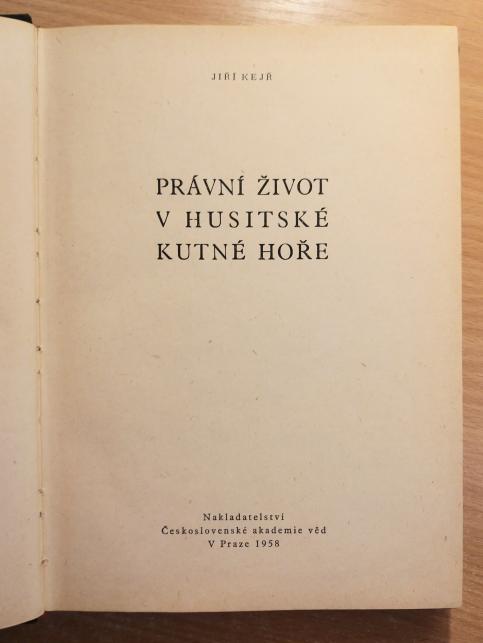 JIŘÍ KEJŘ
PRÁVNÍ ŽIVOT
V HUSITSKÉ
KUTNÉ HOŘE
Nakladatelství
Československé akademie věd
V Praze 1958